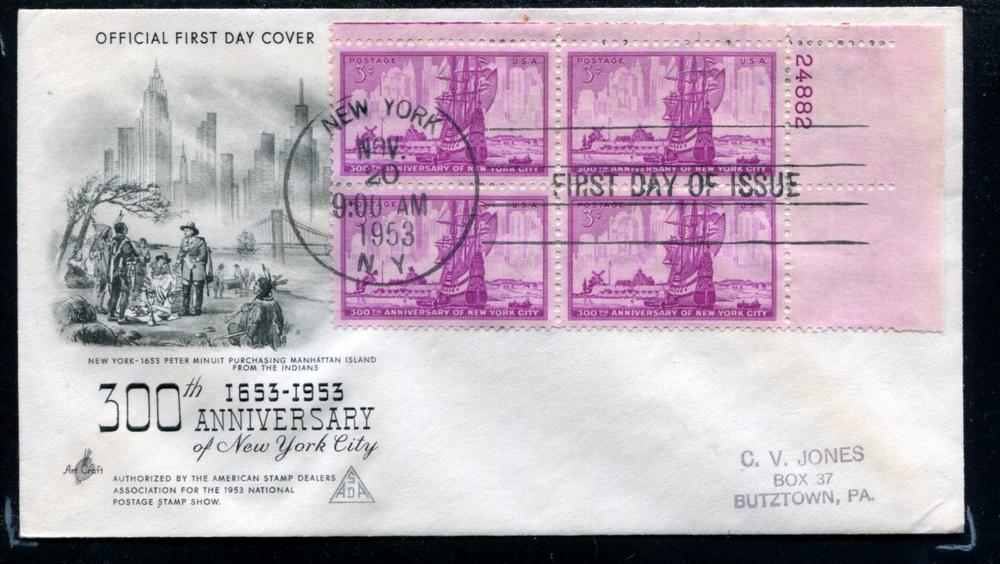 OFFICIAL FIRST DAY COVER
NEW YORK - 1653 PETER MINUIT PURCHASING MANHATTAN ISLAND
FROM THE INDIANS
300th 1653-1953
ANNIVERSARY
of New York City
Art Craft
AUTHORIZED BY THE AMERICAN STAMP DEALERS
ASSOCIATION FOR THE 1953 NATIONAL
POSTAGE STAMP SHOW.
ASDA
NEW YORK
NOV.
20
9:00 AM
1953
N. Y.
FIRST DAY OF ISSUE
POSTAGE U.S.A.
3¢
300TH ANNIVERSARY OF NEW YORK CITY
POSTAGE U.S.A.
3¢
300TH ANNIVERSARY OF NEW YORK CITY
POSTAGE U.S.A.
300TH ANNIVERSARY OF NEW YORK CITY
POSTAGE U.S.A.
3¢
300TH ANNIVERSARY OF NEW YORK CITY
24882
C. V. JONES
BOX 37
BUTZTOWN, PA.